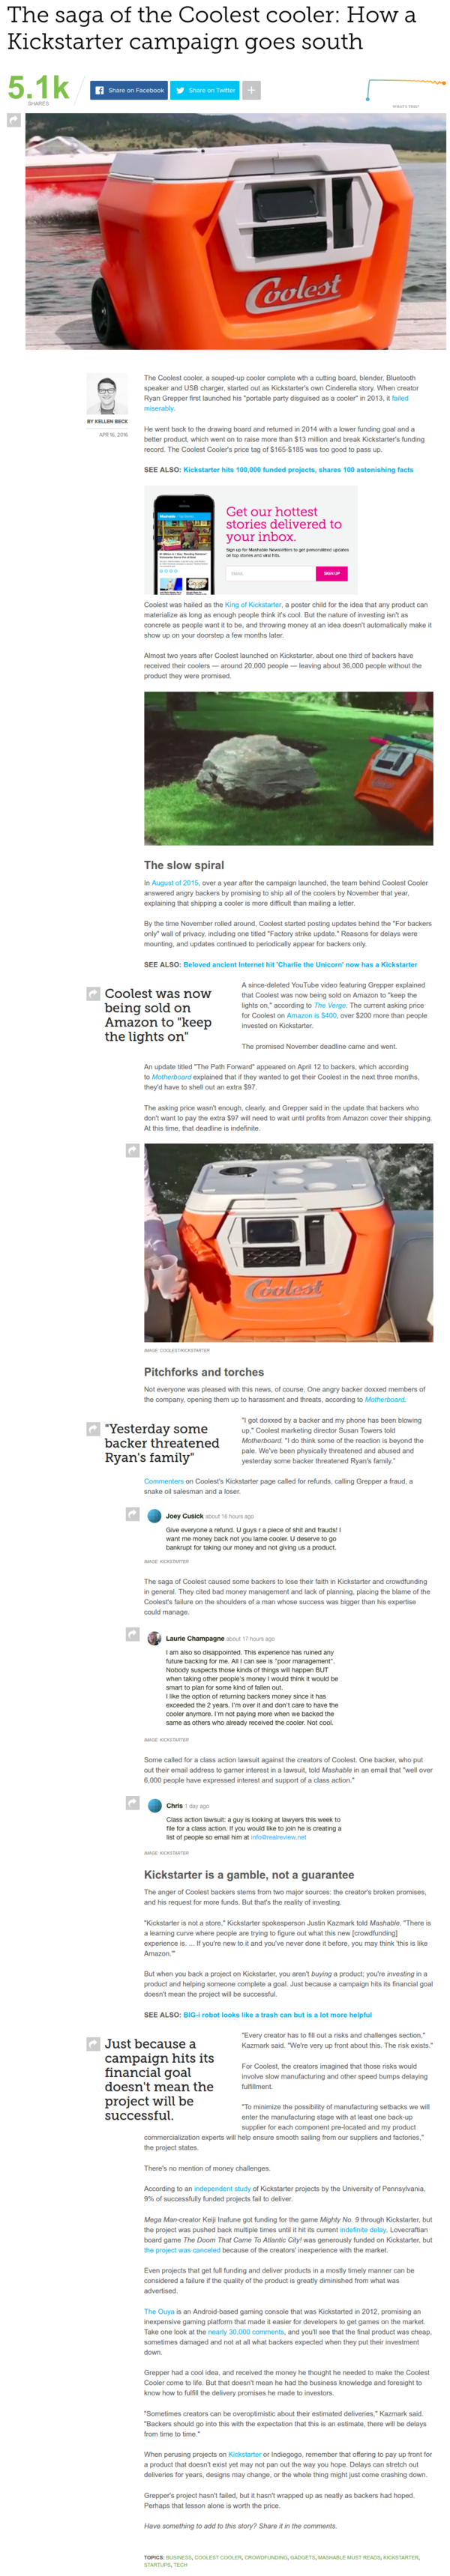 The saga of the Coolest cooler: How a
Kickstarter campaign goes south
5.1k
SHARES
Share on Facebook
Share on Twitter
+
WHAT'S THIS?
Coolest
BY KELLEN BECK
APR 16, 2016
The Coolest cooler, a souped-up cooler complete wth a cutting board, blender, Bluetooth
speaker and USB charger, started out as Kickstarter's own Cinderella story. When creator
Ryan Grepper first launched his "portable party disguised as a cooler" in 2013, it failed
miserably.
He went back to the drawing board and returned in 2014 with a lower funding goal and a
better product, which went on to raise more than $13 million and break Kickstarter's funding
record. The Coolest Cooler's price tag of $165-$185 was too good to pass up.
SEE ALSO: Kickstarter hits 100,000 funded projects, shares 100 astonishing facts
Get our hottest
stories delivered to
your inbox.
Sign up for Mashable Newsletters to get personalized updates
on top stories and viral hits.
SIGN UP
Coolest was hailed as the King of Kickstarter, a poster child for the idea that any product can
materialize as long as enough people think it's cool. But the nature of investing isn't as
concrete as people want it to be, and throwing money at an idea doesn't automatically make it
show up on your doorstep a few months later.
Almost two years after Coolest launched on Kickstarter, about one third of backers have
received their coolers — around 20,000 people — leaving about 36,000 people without the
product they were promised.
The slow spiral
In August of 2015, over a year after the campaign launched, the team behind Coolest Cooler
answered angry backers by promising to ship all of the coolers by November that year,
explaining that shipping a cooler is more difficult than mailing a letter.
By the time November rolled around, Coolest started posting updates behind the "For backers
only" wall of privacy, including one titled "Factory strike update." Reasons for delays were
mounting, and updates continued to periodically appear for backers only.
SEE ALSO: Beloved ancient Internet hit 'Charlie the Unicorn' now has a Kickstarter
Coolest was now
being sold on
Amazon to "keep
the lights on"
A since-deleted YouTube video featuring Grepper explained
that Coolest was now being sold on Amazon to "keep the
lights on," according to The Verge. The current asking price
for Coolest on Amazon is $400, over $200 more than people
invested on Kickstarter.
The promised November deadline came and went.
An update titled "The Path Forward" appeared on April 12 to backers, which according
to Motherboard explained that if they wanted to get their Coolest in the next three months,
they'd have to shell out an extra $97.
The asking price wasn't enough, clearly, and Grepper said in the update that backers who
don't want to pay the extra $97 will need to wait until profits from Amazon cover their shipping.
At this time, that deadline is indefinite.
Coolest
IMAGE: COOLEST/KICKSTARTER
Pitchforks and torches
Not everyone was pleased with this news, of course. One angry backer doxxed members of
the company, opening them up to harassment and threats, according to Motherboard.
"Yesterday some
backer threatened
Ryan's family"
"I got doxxed by a backer and my phone has been blowing
up," Coolest marketing director Susan Towers told
Motherboard. "I do think some of the reaction is beyond the
pale. We've been physically threatened and abused and
yesterday some backer threatened Ryan's family."
Commenters on Coolest's Kickstarter page called for refunds, calling Grepper a fraud, a
snake oil salesman and a loser.
Joey Cusick about 16 hours ago
Give everyone a refund. U guys r a piece of shit and frauds! I
want me money back not you lame cooler. U deserve to go
bankrupt for taking our money and not giving us a product.
IMAGE: KICKSTARTER
The saga of Coolest caused some backers to lose their faith in Kickstarter and crowdfunding
in general. They cited bad money management and lack of planning, placing the blame of the
Coolest's failure on the shoulders of a man whose success was bigger than his expertise
could manage.
Laurie Champagne about 17 hours ago
I am also so disappointed. This experience has ruined any
future backing for me. All I can see is "poor management".
Nobody suspects those kinds of things will happen BUT
when taking other people's money I would think it would be
smart to plan for some kind of fallen out.
I like the option of returning backers money since it has
exceeded the 2 years. I'm over it and don't care to have the
cooler anymore. I'm not paying more when we backed the
same as others who already received the cooler. Not cool.
IMAGE: KICKSTARTER
Some called for a class action lawsuit against the creators of Coolest. One backer, who put
out their email address to garner interest in a lawsuit, told Mashable in an email that "well over
6,000 people have expressed interest and support of a class action."
Chris 1 day ago
Class action lawsuit: a guy is looking at lawyers this week to
file for a class action. If you would like to join he is creating a
list of people so email him at info@realreview.net
IMAGE: KICKSTARTER
Kickstarter is a gamble, not a guarantee
The anger of Coolest backers stems from two major sources: the creator's broken promises,
and his request for more funds. But that's the reality of investing.
"Kickstarter is not a store," Kickstarter spokesperson Justin Kazmark told Mashable. "There is
a learning curve where people are trying to figure out what this new [crowdfunding]
experience is. ... If you're new to it and you've never done it before, you may think 'this is like
Amazon.'"
But when you back a project on Kickstarter, you aren't buying a product; you're investing in a
product and helping someone complete a goal. Just because a campaign hits its financial goal
doesn't mean the project will be successful.
SEE ALSO: BIG-i robot looks like a trash can but is a lot more helpful
Just because a
campaign hits its
financial goal
doesn't mean the
project will be
successful.
"Every creator has to fill out a risks and challenges section,"
Kazmark said. "We're very up front about this. The risk exists."
For Coolest, the creators imagined that those risks would
involve slow manufacturing and other speed bumps delaying
fulfillment.
"To minimize the possibility of manufacturing setbacks we will
enter the manufacturing stage with at least one back-up
supplier for each component pre-located and my product
commercialization experts will help ensure smooth sailing from our suppliers and factories,"
the project states.
There's no mention of money challenges.
According to an independent study of Kickstarter projects by the University of Pennsylvania,
9% of successfully funded projects fail to deliver.
Mega Man-creator Keiji Inafune got funding for the game Mighty No. 9 through Kickstarter, but
the project was pushed back multiple times until it hit its current indefinite delay. Lovecraftian
board game The Doom That Came To Atlantic City! was generously funded on Kickstarter, but
the project was canceled because of the creators' inexperience with the market.
Even projects that get full funding and deliver products in a mostly timely manner can be
considered a failure if the quality of the product is greatly diminished from what was
advertised.
The Ouya is an Android-based gaming console that was Kickstarted in 2012, promising an
inexpensive gaming platform that made it easier for developers to get games on the market.
Take one look at the nearly 30,000 comments, and you'll see that the final product was cheap,
sometimes damaged and not at all what backers expected when they put their investment
down.
Grepper had a cool idea, and received the money he thought he needed to make the Coolest
Cooler come to life. But that doesn't mean he had the business knowledge and foresight to
know how to fulfill the delivery promises he made to investors.
"Sometimes creators can be overoptimistic about their estimated deliveries," Kazmark said.
"Backers should go into this with the expectation that this is an estimate, there will be delays
from time to time."
When perusing projects on Kickstarter or Indiegogo, remember that offering to pay up front for
a product that doesn't exist yet may not pan out the way you hope. Delays can stretch out
deliveries for years, designs may change, or the whole thing might just come crashing down.
Grepper's project hasn't failed, but it hasn't wrapped up as neatly as backers had hoped.
Perhaps that lesson alone is worth the price.
Have something to add to this story? Share it in the comments.
TOPICS: BUSINESS, COOLEST COOLER, CROWDFUNDING, GADGETS, MASHABLE MUST READS, KICKSTARTER,
STARTUPS, TECH